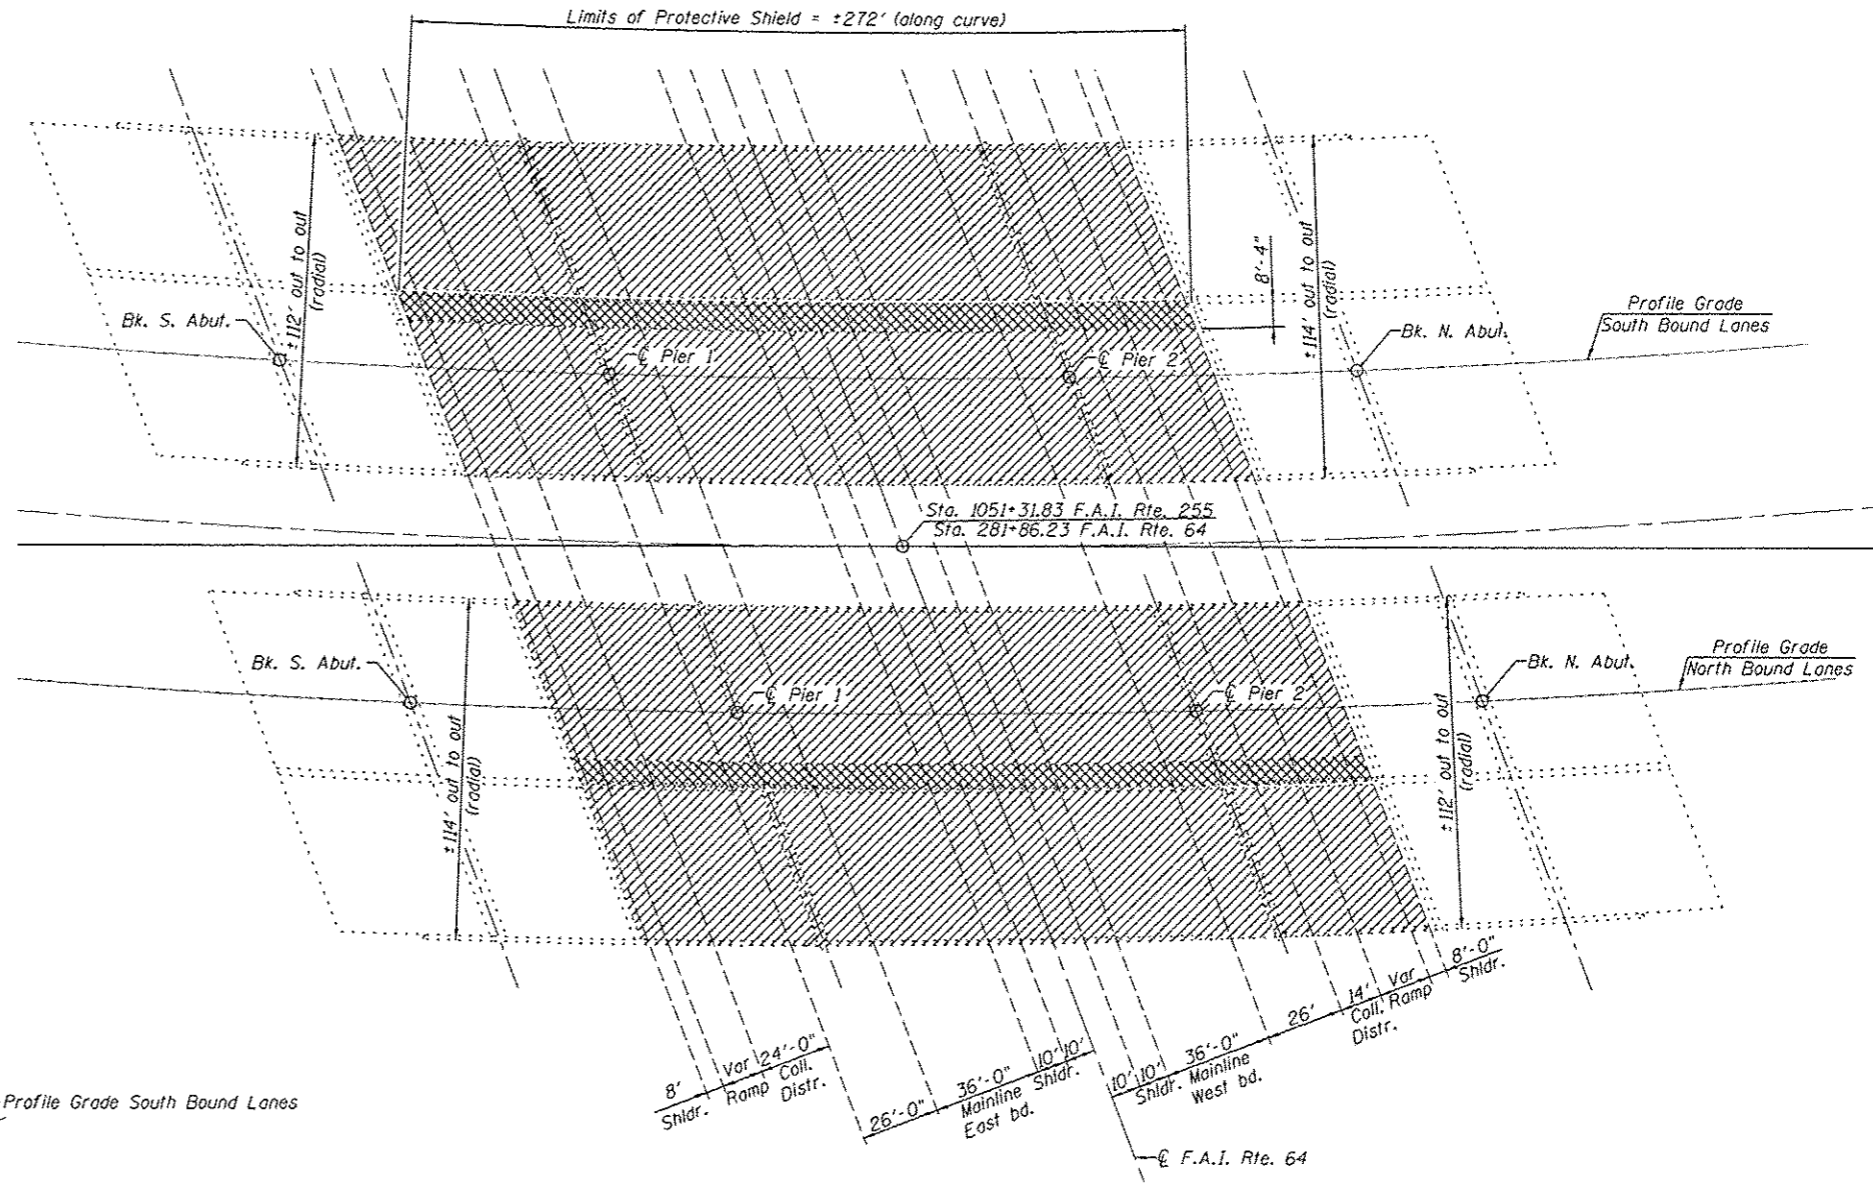 Limits of Protective Shield = ±272' (along curve)
±112' out to out
(radial)
8'-4"
±114' out to out
(radial)
Bk. S. Abut.
℄ Pier 1
℄ Pier 2
Bk. N. Abut.
Profile Grade
South Bound Lanes
Sta. 1051+31.83 F.A.I. Rte. 255
Sta. 281+86.23 F.A.I. Rte. 64
Bk. S. Abut.
±114' out to out
(radial)
℄ Pier 1
℄ Pier 2
±112' out to out
(radial)
Bk. N. Abut.
Profile Grade
North Bound Lanes
8'
Shldr.
Var
Ramp
24'-0"
Coll.
Distr.
26'-0"
36'-0"
Mainline
East bd.
10' 10'
Shldr.
10' 10'
Shldr.
36'-0"
Mainline
West bd.
26'
14'
Coll.
Distr.
Var
Ramp
8'-0"
Shldr.
℄ F.A.I. Rte. 64
Profile Grade South Bound Lanes